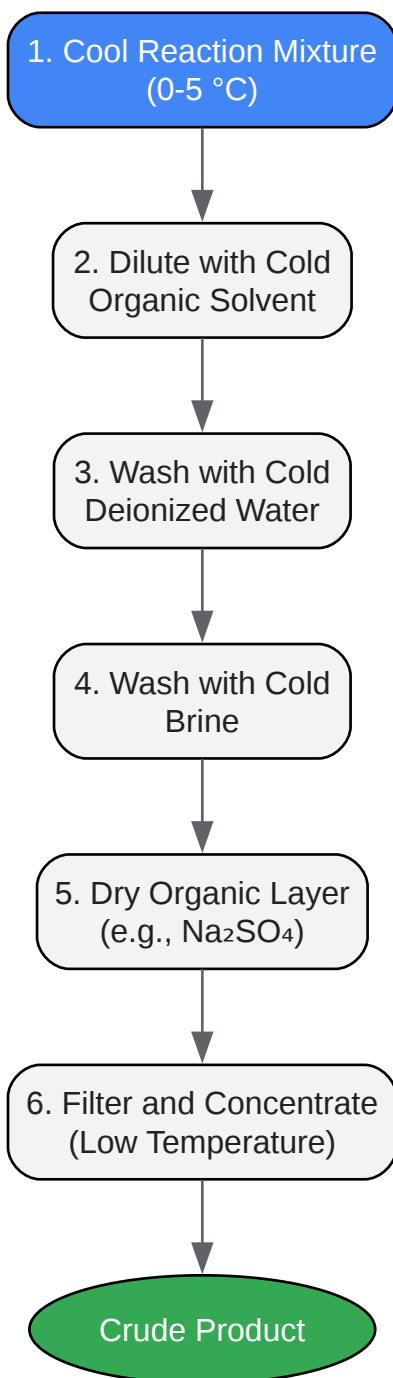 1. Cool Reaction Mixture
(0-5 °C)
2. Dilute with Cold
Organic Solvent
3. Wash with Cold
Deionized Water
4. Wash with Cold
Brine
5. Dry Organic Layer
(e.g., Na₂SO₄)
6. Filter and Concentrate
(Low Temperature)
Crude Product